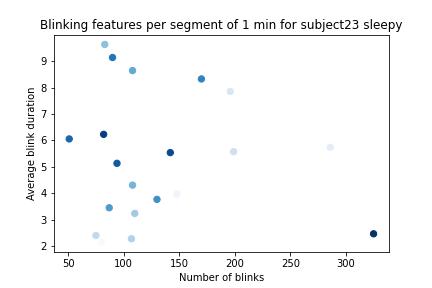 Blinking features per segment of 1 min for subject23 sleepy
Average blink duration
9
8
7
6
5
4
3
2
50 100 150 200 250 300
Number of blinks